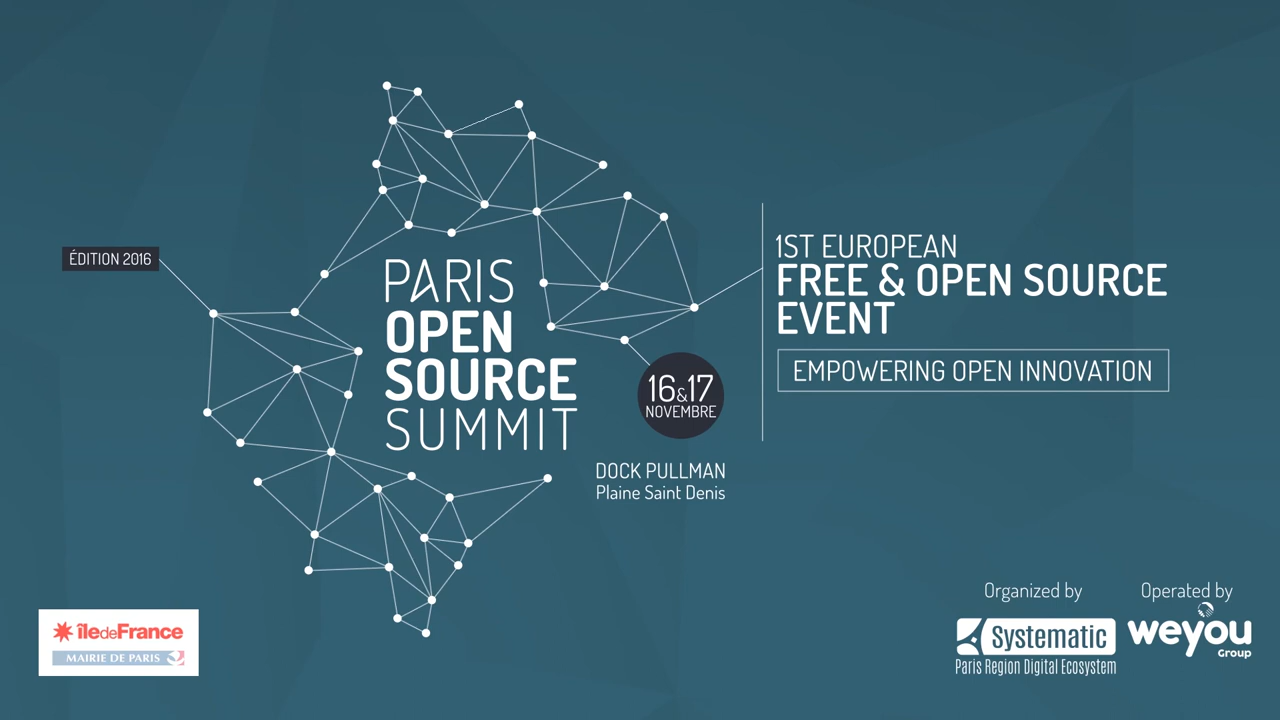 ÉDITION 2016
PARIS
OPEN
SOURCE
SUMMIT
16&17
NOVEMBRE
DOCK PULLMAN
Plaine Saint Denis
1ST EUROPEAN
FREE & OPEN SOURCE
EVENT
EMPOWERING OPEN INNOVATION
îledeFrance
MAIRIE DE PARIS
Organized by
Systematic
Paris Region Digital Ecosystem
Operated by
weyou
Group